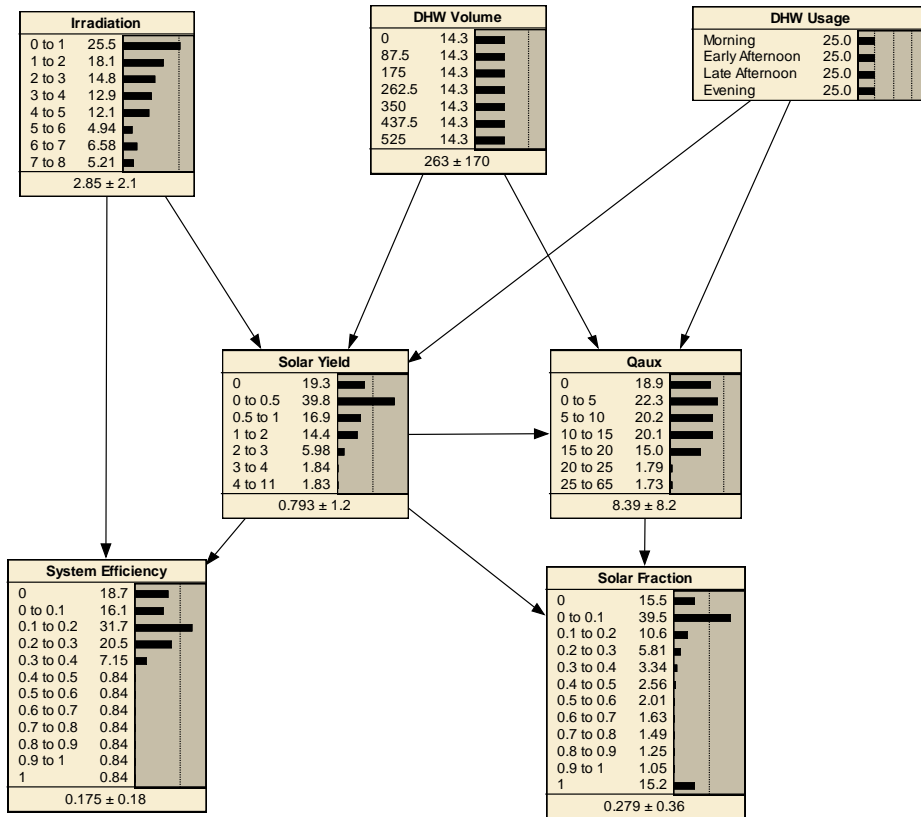 Irradiation
0 to 1 25.5
1 to 2 18.1
2 to 3 14.8
3 to 4 12.9
4 to 5 12.1
5 to 6 4.94
6 to 7 6.58
7 to 8 5.21
2.85 ± 2.1
DHW Volume
0 14.3
87.5 14.3
175 14.3
262.5 14.3
350 14.3
437.5 14.3
525 14.3
263 ± 170
DHW Usage
Morning 25.0
Early Afternoon 25.0
Late Afternoon 25.0
Evening 25.0
Solar Yield
0 19.3
0 to 0.5 39.8
0.5 to 1 16.9
1 to 2 14.4
2 to 3 5.98
3 to 4 1.84
4 to 11 1.83
0.793 ± 1.2
Qaux
0 18.9
0 to 5 22.3
5 to 10 20.2
10 to 15 20.1
15 to 20 15.0
20 to 25 1.79
25 to 65 1.73
8.39 ± 8.2
System Efficiency
0 18.7
0 to 0.1 16.1
0.1 to 0.2 31.7
0.2 to 0.3 20.5
0.3 to 0.4 7.15
0.4 to 0.5 0.84
0.5 to 0.6 0.84
0.6 to 0.7 0.84
0.7 to 0.8 0.84
0.8 to 0.9 0.84
0.9 to 1 0.84
1 0.84
0.175 ± 0.18
Solar Fraction
0 15.5
0 to 0.1 39.5
0.1 to 0.2 10.6
0.2 to 0.3 5.81
0.3 to 0.4 3.34
0.4 to 0.5 2.56
0.5 to 0.6 2.01
0.6 to 0.7 1.63
0.7 to 0.8 1.49
0.8 to 0.9 1.25
0.9 to 1 1.05
1 15.2
0.279 ± 0.36